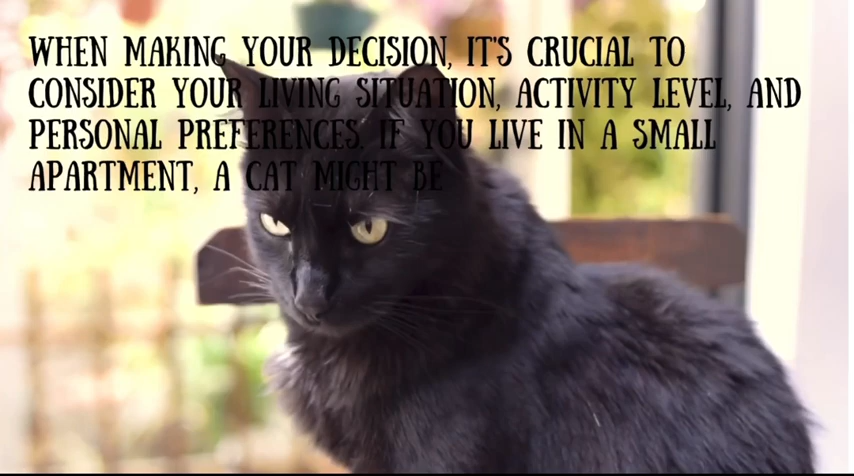 WHEN MAKING YOUR DECISION, IT'S CRUCIAL TO
CONSIDER YOUR LIVING SITUATION, ACTIVITY LEVEL, AND
PERSONAL PREFERENCES. IF YOU LIVE IN A SMALL
APARTMENT, A CAT MIGHT BE